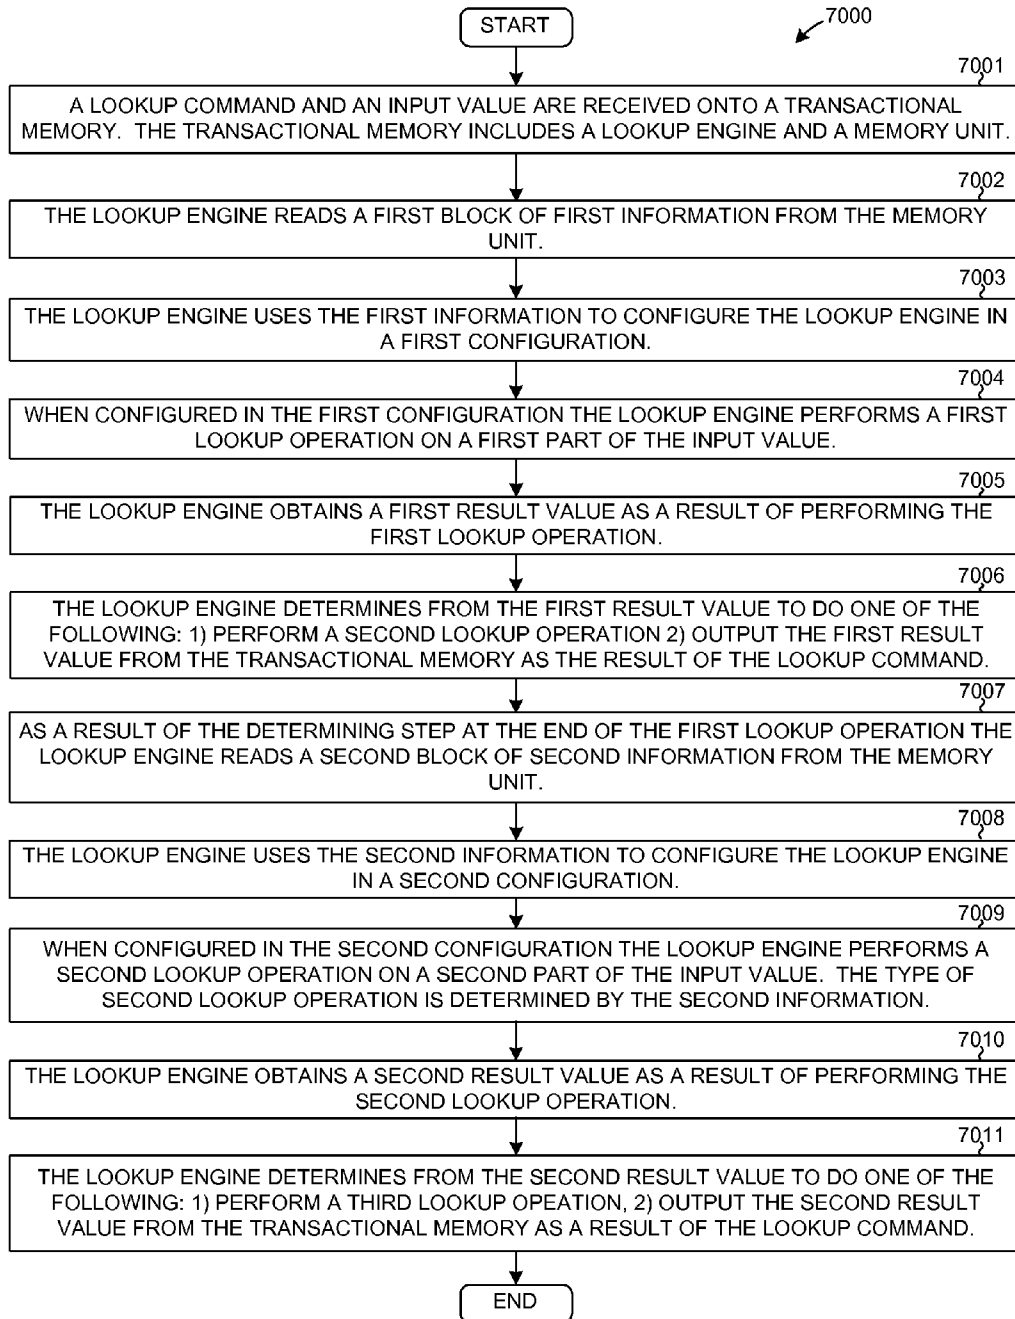 START
7000
7001
A LOOKUP COMMAND AND AN INPUT VALUE ARE RECEIVED ONTO A TRANSACTIONAL
MEMORY. THE TRANSACTIONAL MEMORY INCLUDES A LOOKUP ENGINE AND A MEMORY UNIT.
7002
THE LOOKUP ENGINE READS A FIRST BLOCK OF FIRST INFORMATION FROM THE MEMORY
UNIT.
7003
THE LOOKUP ENGINE USES THE FIRST INFORMATION TO CONFIGURE THE LOOKUP ENGINE IN
A FIRST CONFIGURATION.
7004
WHEN CONFIGURED IN THE FIRST CONFIGURATION THE LOOKUP ENGINE PERFORMS A FIRST
LOOKUP OPERATION ON A FIRST PART OF THE INPUT VALUE.
7005
THE LOOKUP ENGINE OBTAINS A FIRST RESULT VALUE AS A RESULT OF PERFORMING THE
FIRST LOOKUP OPERATION.
7006
THE LOOKUP ENGINE DETERMINES FROM THE FIRST RESULT VALUE TO DO ONE OF THE
FOLLOWING: 1) PERFORM A SECOND LOOKUP OPERATION 2) OUTPUT THE FIRST RESULT
VALUE FROM THE TRANSACTIONAL MEMORY AS THE RESULT OF THE LOOKUP COMMAND.
7007
AS A RESULT OF THE DETERMINING STEP AT THE END OF THE FIRST LOOKUP OPERATION THE
LOOKUP ENGINE READS A SECOND BLOCK OF SECOND INFORMATION FROM THE MEMORY
UNIT.
7008
THE LOOKUP ENGINE USES THE SECOND INFORMATION TO CONFIGURE THE LOOKUP ENGINE
IN A SECOND CONFIGURATION.
7009
WHEN CONFIGURED IN THE SECOND CONFIGURATION THE LOOKUP ENGINE PERFORMS A
SECOND LOOKUP OPERATION ON A SECOND PART OF THE INPUT VALUE. THE TYPE OF
SECOND LOOKUP OPERATION IS DETERMINED BY THE SECOND INFORMATION.
7010
THE LOOKUP ENGINE OBTAINS A SECOND RESULT VALUE AS A RESULT OF PERFORMING THE
SECOND LOOKUP OPERATION.
7011
THE LOOKUP ENGINE DETERMINES FROM THE SECOND RESULT VALUE TO DO ONE OF THE
FOLLOWING: 1) PERFORM A THIRD LOOKUP OPEATION, 2) OUTPUT THE SECOND RESULT
VALUE FROM THE TRANSACTIONAL MEMORY AS A RESULT OF THE LOOKUP COMMAND.
END